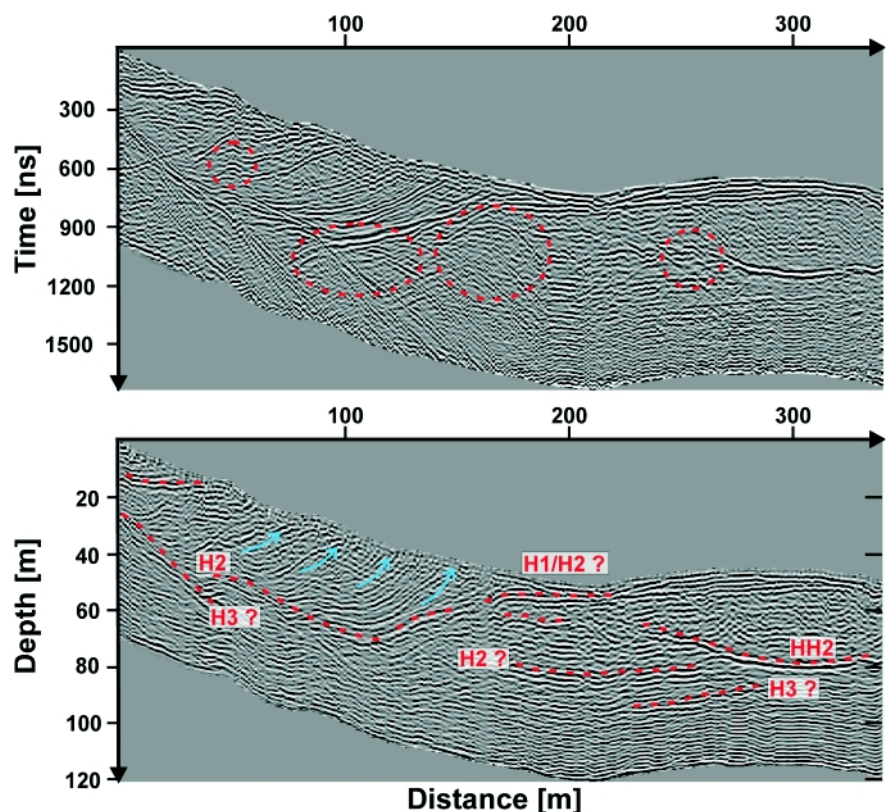 100 200 300
300
600
900
1200
1500
Time [ns]
100 200 300
20
40
60
80
100
120
Depth [m]
H2
H3 ?
H1/H2 ?
H2 ?
HH2
H3 ?
Distance [m]